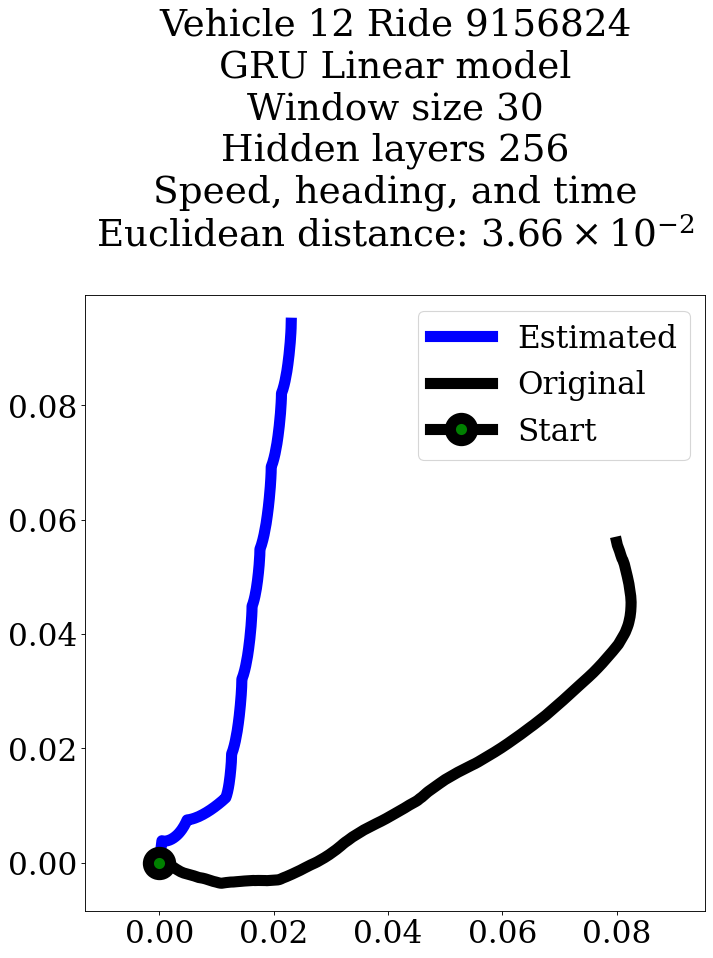 Vehicle 12 Ride 9156824
GRU Linear model
Window size 30
Hidden layers 256
Speed, heading, and time
Euclidean distance: 3.66 × 10⁻²
Estimated
Original
Start
0.08
0.06
0.04
0.02
0.00
0.00 0.02 0.04 0.06 0.08